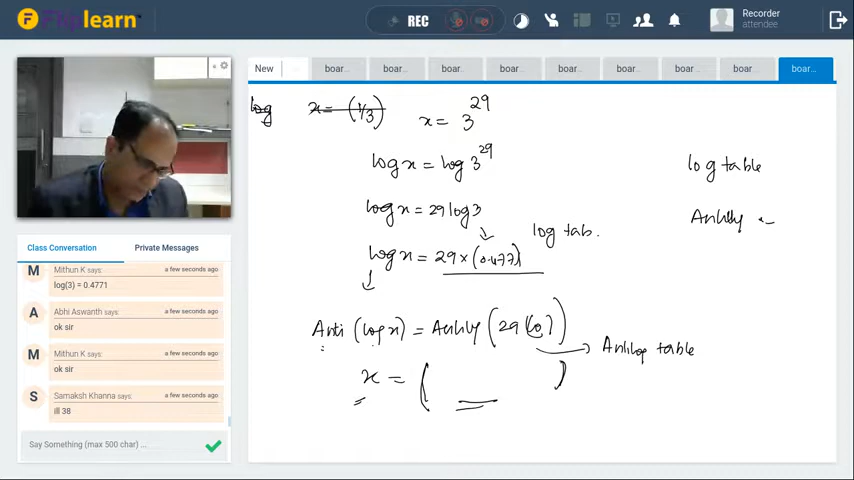 Fliplearn
REC
Recorder
attendee
New
boar...
boar...
boar...
boar...
boar...
boar...
boar...
boar...
boar...
log x = (1/3)
x = 3^29
log x = log 3^29
log table
log x = 29 log 3
Antilog
log tab.
log x = 29 × (0.477)
Anti (log x) = Antilog (29 log )
Antilog table
x = ( )
Class Conversation
Private Messages
M
Mithun K says:
a few seconds ago
log(3) = 0.4771
A
Abhi Aswanth says:
a few seconds ago
ok sir
M
Mithun K says:
a few seconds ago
ok sir
S
Samaksh Khanna says:
a few seconds ago
ill 38
Say Something (max 500 char) ...